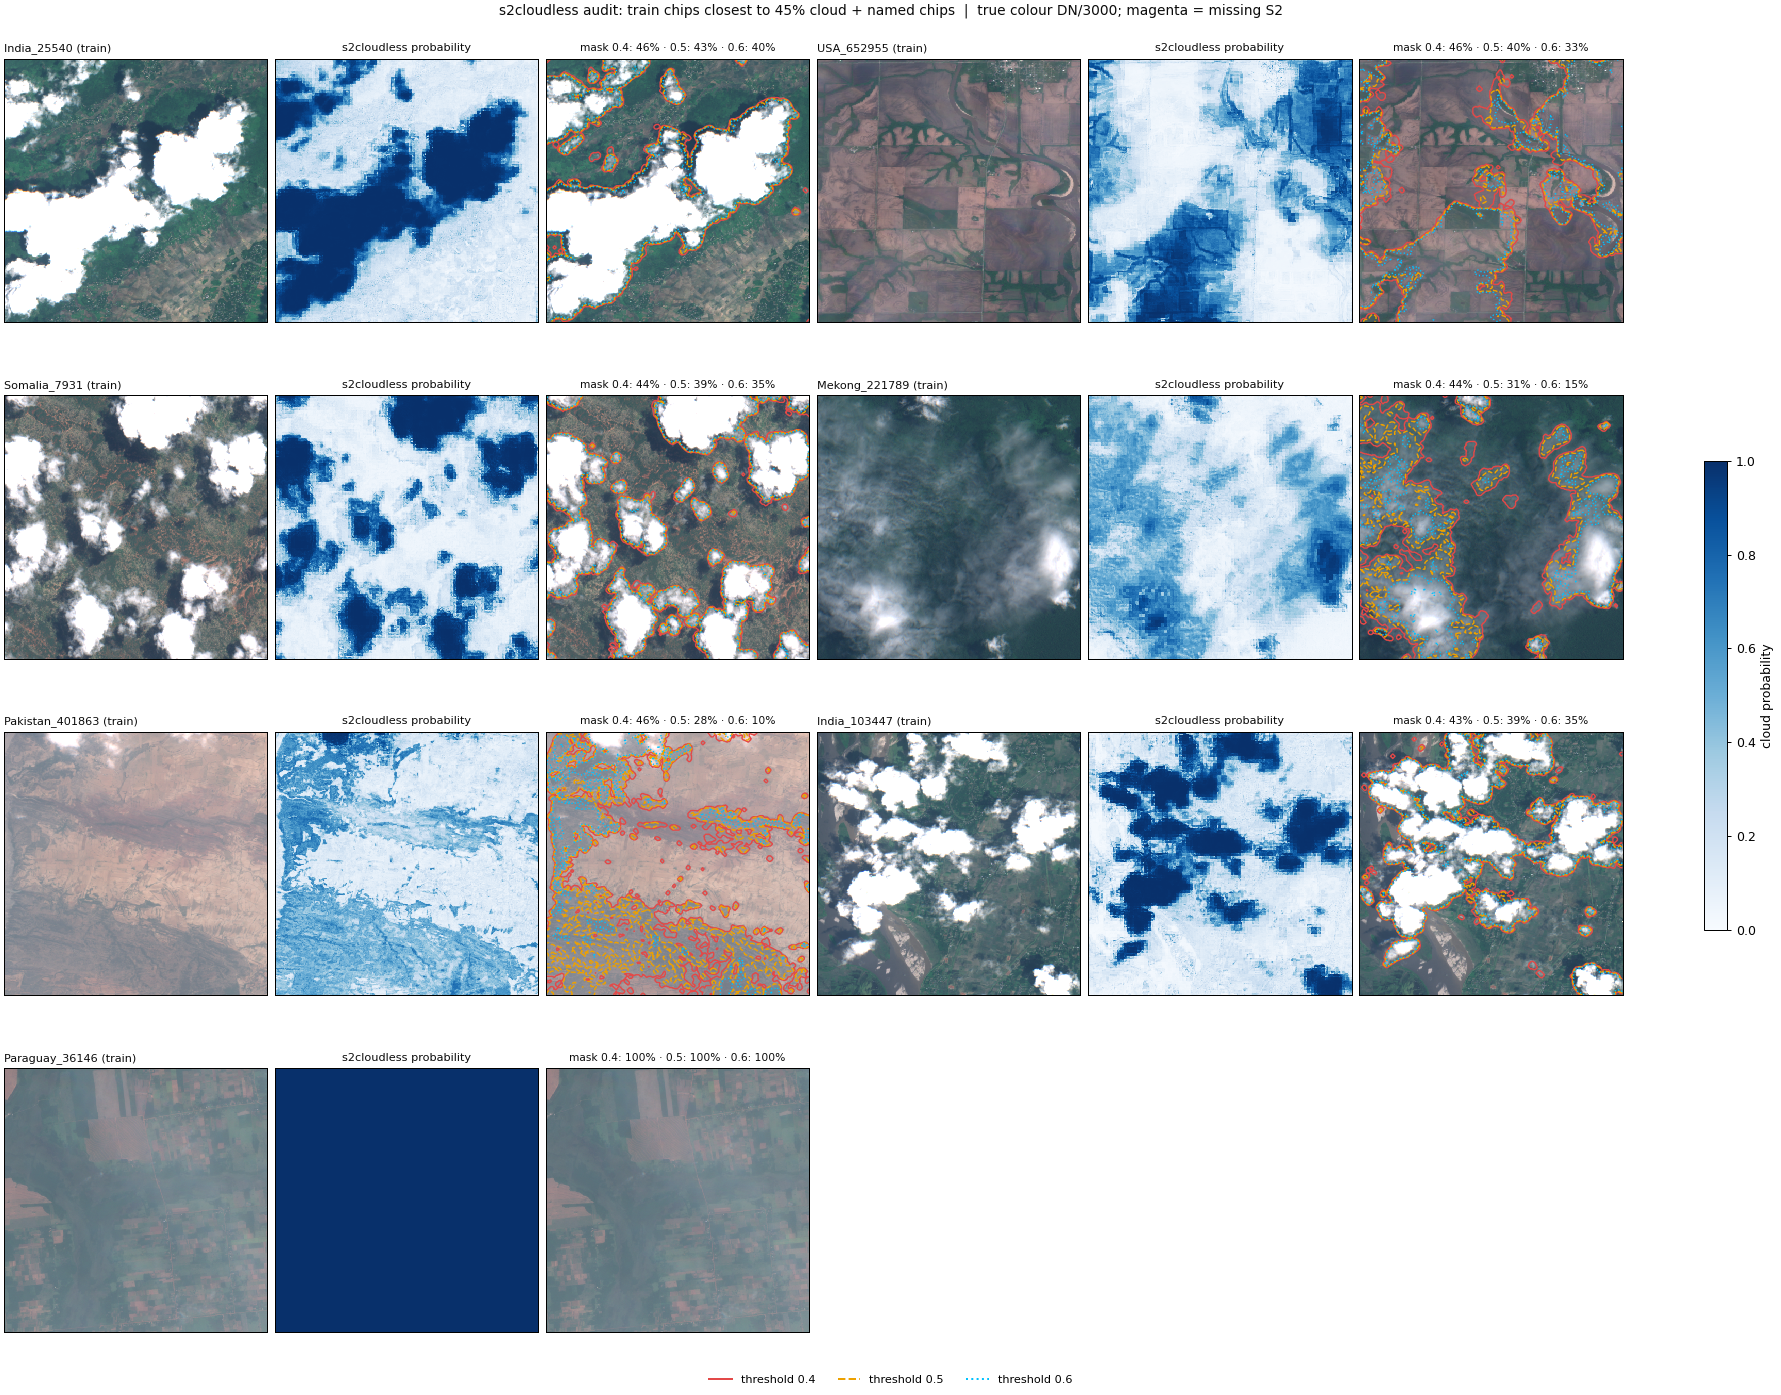 s2cloudless audit: train chips closest to 45% cloud + named chips | true colour DN/3000; magenta = missing S2
India_25540 (train)
s2cloudless probability
mask 0.4: 46% · 0.5: 43% · 0.6: 40%
USA_652955 (train)
s2cloudless probability
mask 0.4: 46% · 0.5: 40% · 0.6: 33%
Somalia_7931 (train)
s2cloudless probability
mask 0.4: 44% · 0.5: 39% · 0.6: 35%
Mekong_221789 (train)
s2cloudless probability
mask 0.4: 44% · 0.5: 31% · 0.6: 15%
Pakistan_401863 (train)
s2cloudless probability
mask 0.4: 46% · 0.5: 28% · 0.6: 10%
India_103447 (train)
s2cloudless probability
mask 0.4: 43% · 0.5: 39% · 0.6: 35%
Paraguay_36146 (train)
s2cloudless probability
mask 0.4: 100% · 0.5: 100% · 0.6: 100%
1.0
0.8
0.6
0.4
0.2
0.0
cloud probability
threshold 0.4
threshold 0.5
threshold 0.6